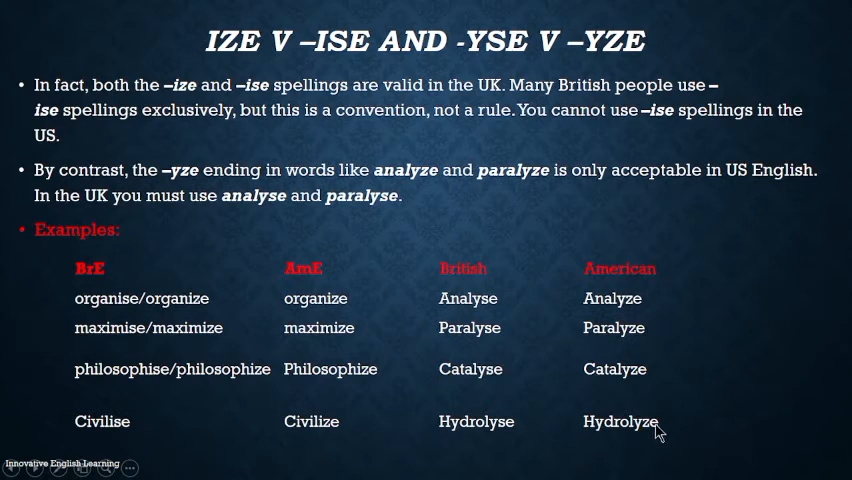 IZE V –ISE AND -YSE V –YZE
• In fact, both the –ize and –ise spellings are valid in the UK. Many British people use –
ise spellings exclusively, but this is a convention, not a rule. You cannot use –ise spellings in the
US.
• By contrast, the –yze ending in words like analyze and paralyze is only acceptable in US English.
In the UK you must use analyse and paralyse.
• Examples:
BrE AmE British American
organise/organize organize Analyse Analyze
maximise/maximize maximize Paralyse Paralyze
philosophise/philosophize Philosophize Catalyse Catalyze
Civilise Civilize Hydrolyse Hydrolyze
Innovative English Learning